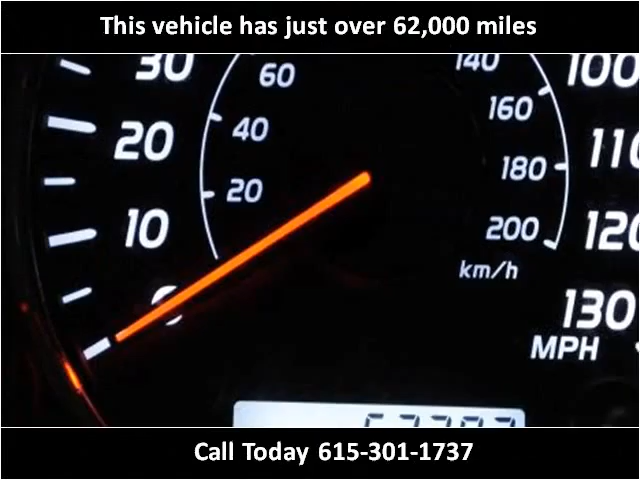 This vehicle has just over 62,000 miles
30 60 140 100
20 40 160 110
20 180
10 200 120
km/h
0 130
MPH
Call Today 615-301-1737